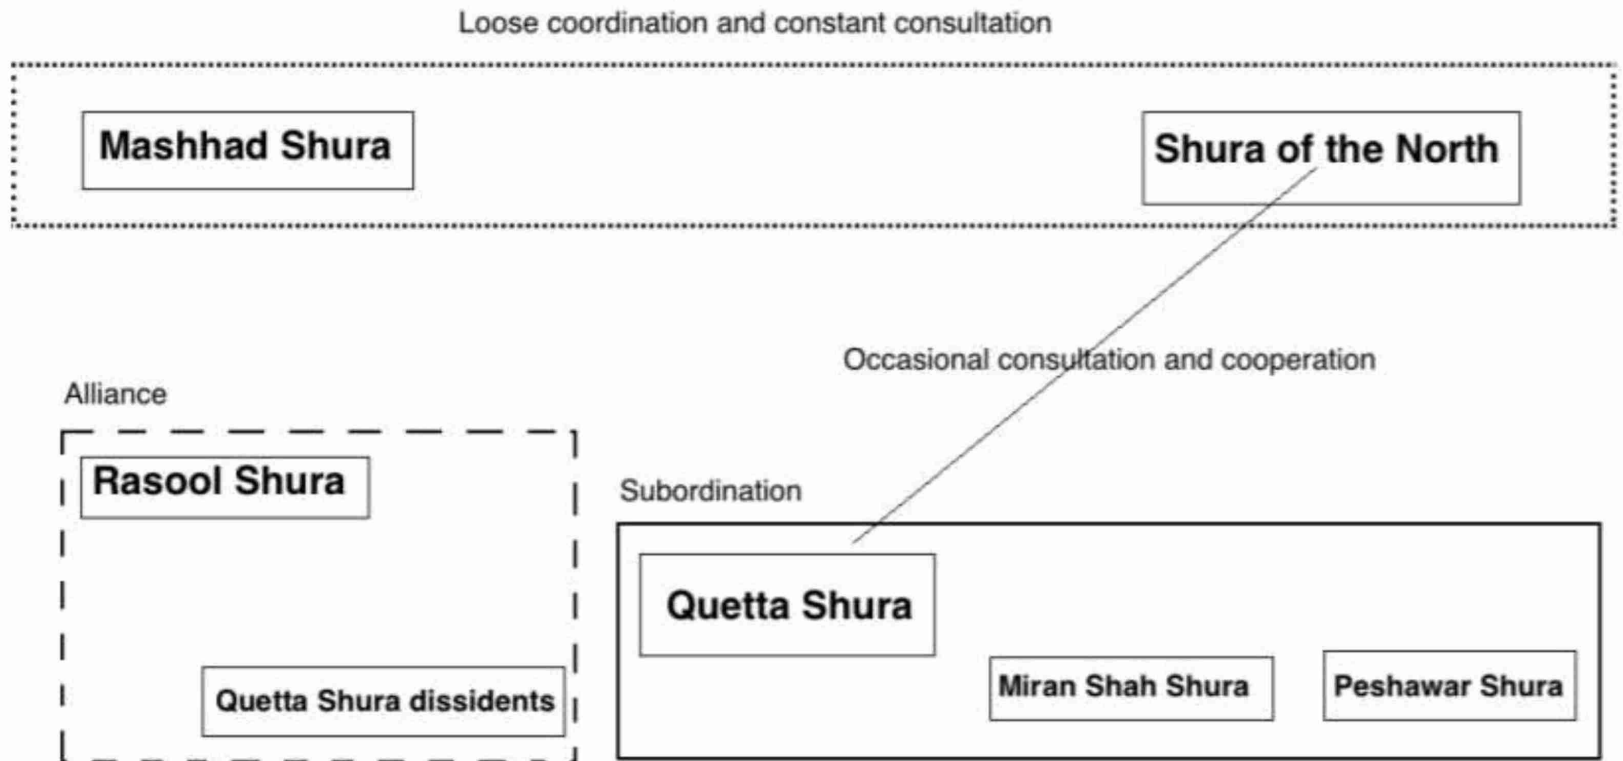 Loose coordination and constant consultation
Mashhad Shura
Shura of the North
Occasional consultation and cooperation
Alliance
Rasool Shura
Subordination
Quetta Shura
Quetta Shura dissidents
Miran Shah Shura
Peshawar Shura